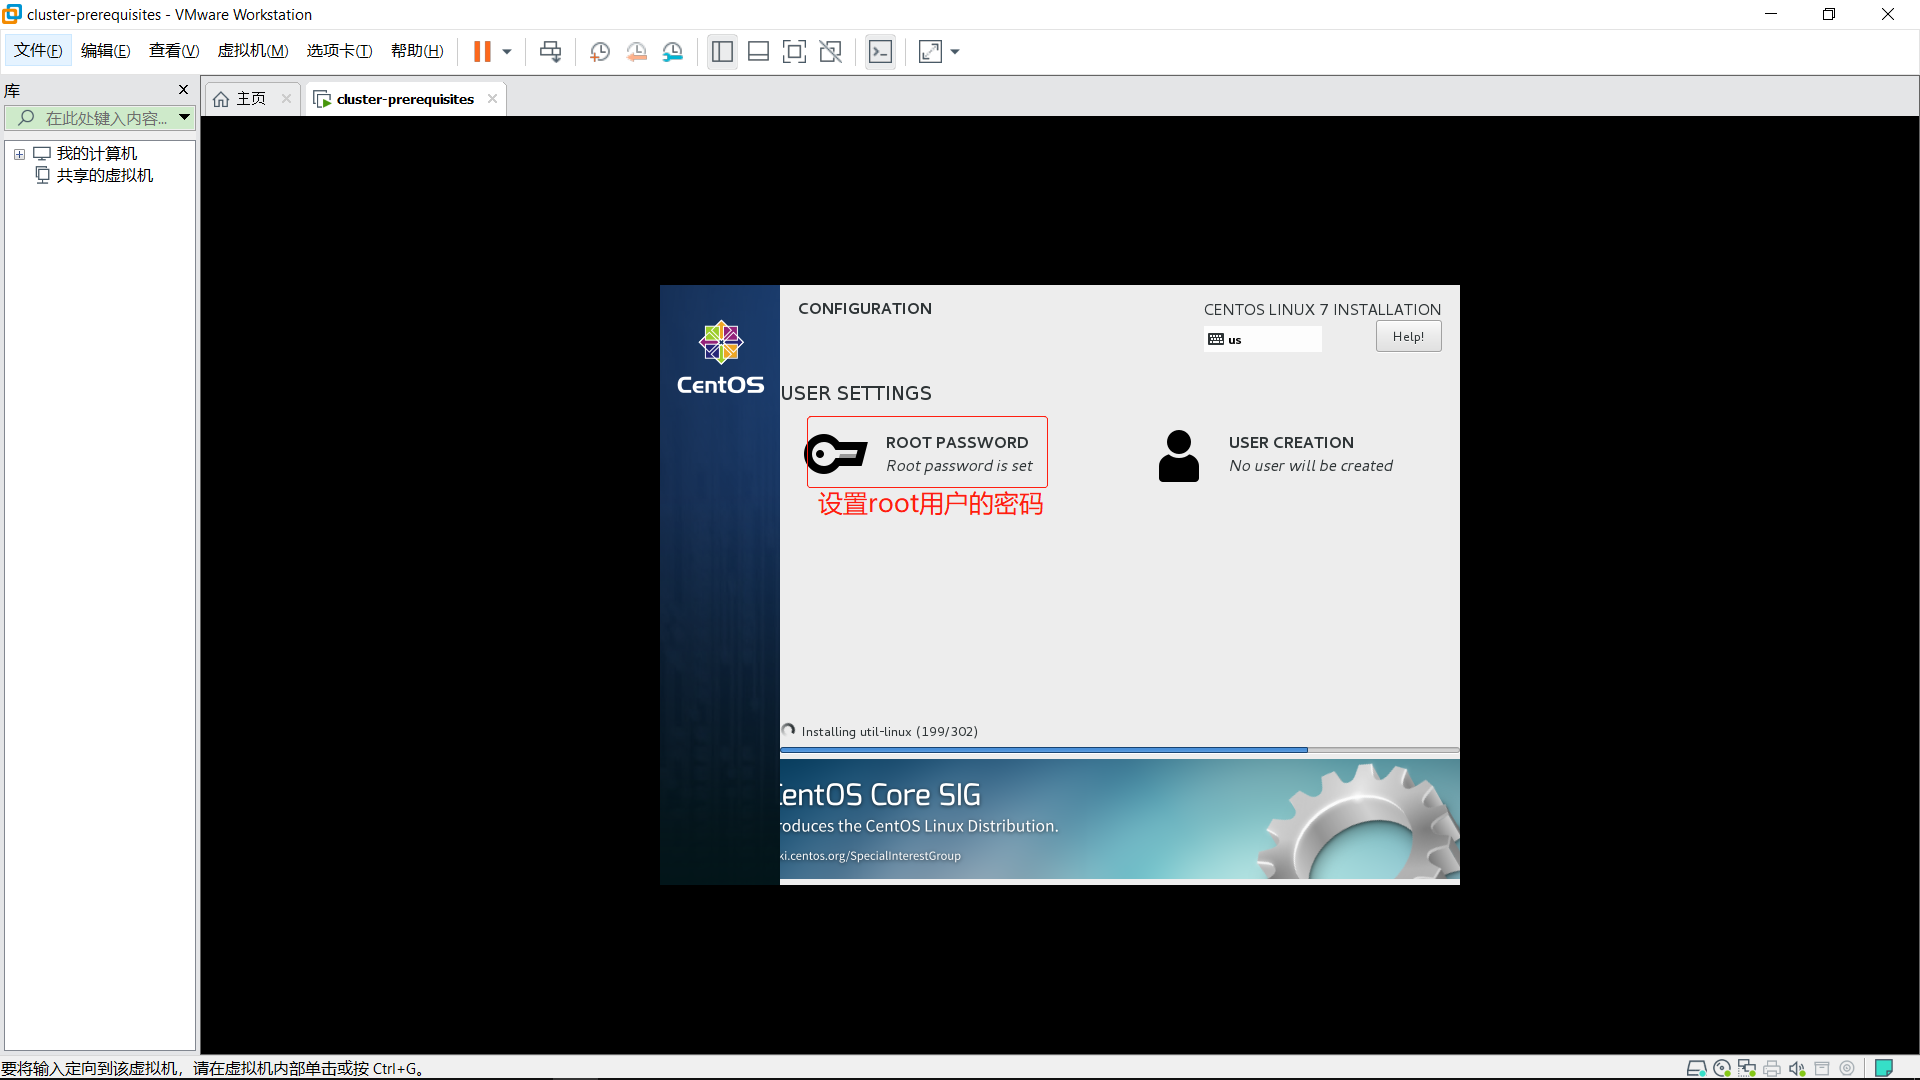 cluster-prerequisites - VMware Workstation
文件(F) 编辑(E) 查看(V) 虚拟机(M) 选项卡(T) 帮助(H)
库
在此处键入内容...
我的计算机
共享的虚拟机
主页
cluster-prerequisites
CentOS
CONFIGURATION
CENTOS LINUX 7 INSTALLATION
us
Help!
USER SETTINGS
ROOT PASSWORD
Root password is set
设置root用户的密码
USER CREATION
No user will be created
Installing util-linux (199/302)
CentOS Core SIG
roduces the CentOS Linux Distribution.
ki.centos.org/SpecialInterestGroup
要将输入定向到该虚拟机，请在虚拟机内部单击或按 Ctrl+G。